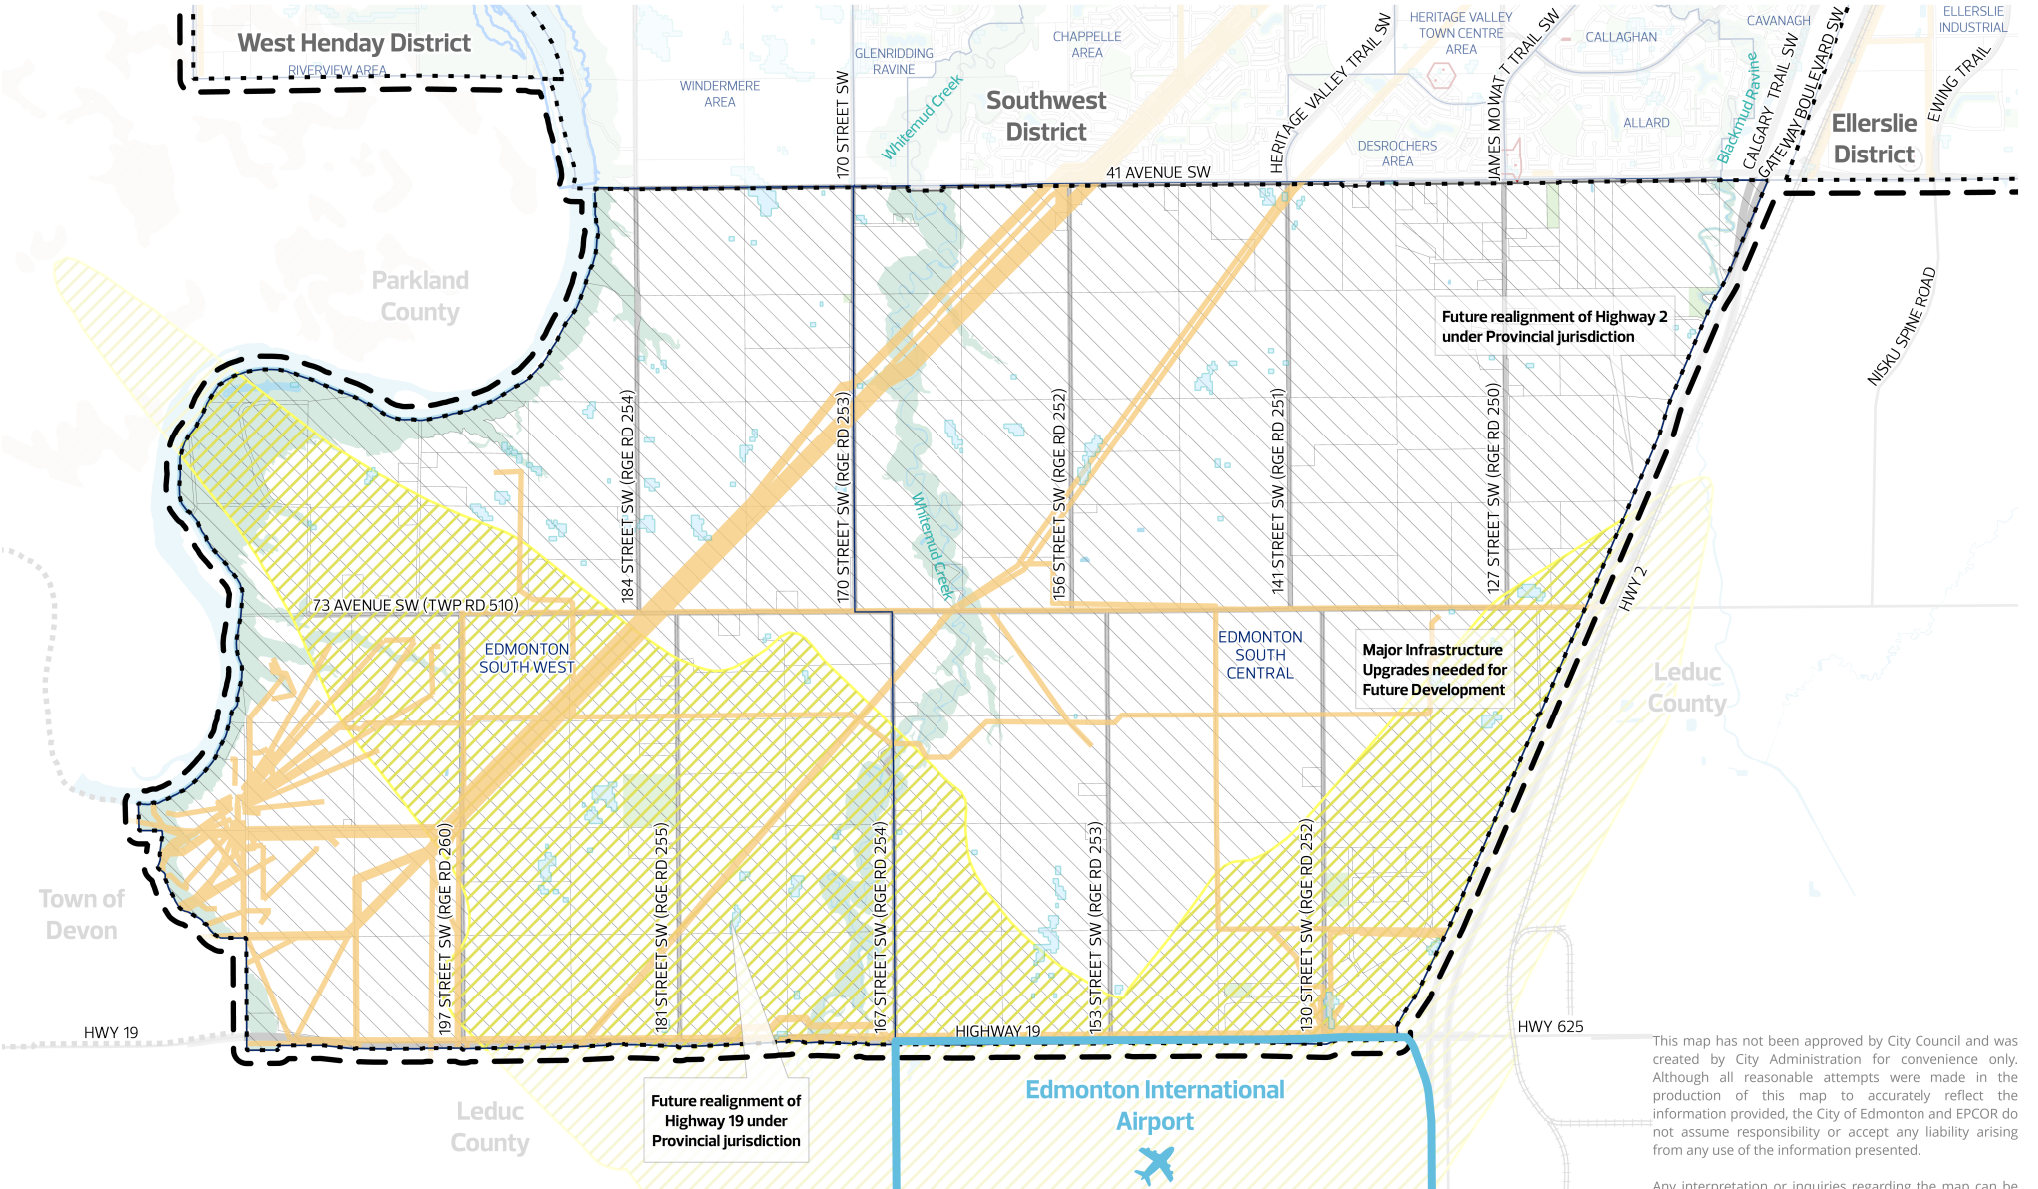 West Henday District
RIVERVIEW AREA
WINDERMERE
AREA
170 STREET SW
GLENRIDDING
RAVINE
Whitemud Creek
CHAPPELLE
AREA
Southwest
District
41 AVENUE SW
HERITAGE VALLEY TRAIL SW
HERITAGE VALLEY
TOWN CENTRE
AREA
DESROCHERS
AREA
JAVES MOWAT T TRAIL SW
CALLAGHAN
ALLARD
CAVANAGH
Blackmud Ravine
CALGARY TRAIL SW
GATEWAY BOULEVARD SW
ELLERSLIE
INDUSTRIAL
EWING TRAIL
Ellerslie
District
Parkland
County
Future realignment of Highway 2
under Provincial jurisdiction
NISKU SPINE ROAD
184 STREET SW (RGE RD 254)
170 STREET SW (RGE RD 253)
Whitemud Creek
156 STREET SW (RGE RD 252)
141 STREET SW (RGE RD 251)
127 STREET SW (RGE RD 250)
HWY 2
73 AVENUE SW (TWP RD 510)
EDMONTON
SOUTH WEST
EDMONTON
SOUTH
CENTRAL
Major Infrastructure
Upgrades needed for
Future Development
Leduc
County
Town of
Devon
197 STREET SW (RGE RD 260)
181 STREET SW (RGE RD 255)
167 STREET SW (RGE RD 254)
153 STREET SW (RGE RD 253)
130 STREET SW (RGE RD 252)
HWY 19
HIGHWAY 19
HWY 625
Future realignment of
Highway 19 under
Provincial jurisdiction
Leduc
County
Edmonton International
Airport
This map has not been approved by City Council and was
created by City Administration for convenience only.
Although all reasonable attempts were made in the
production of this map to accurately reflect the
information provided, the City of Edmonton and EPCOR do
not assume responsibility or accept any liability arising
from any use of the information presented.
Any interpretation or inquiries regarding the map can be